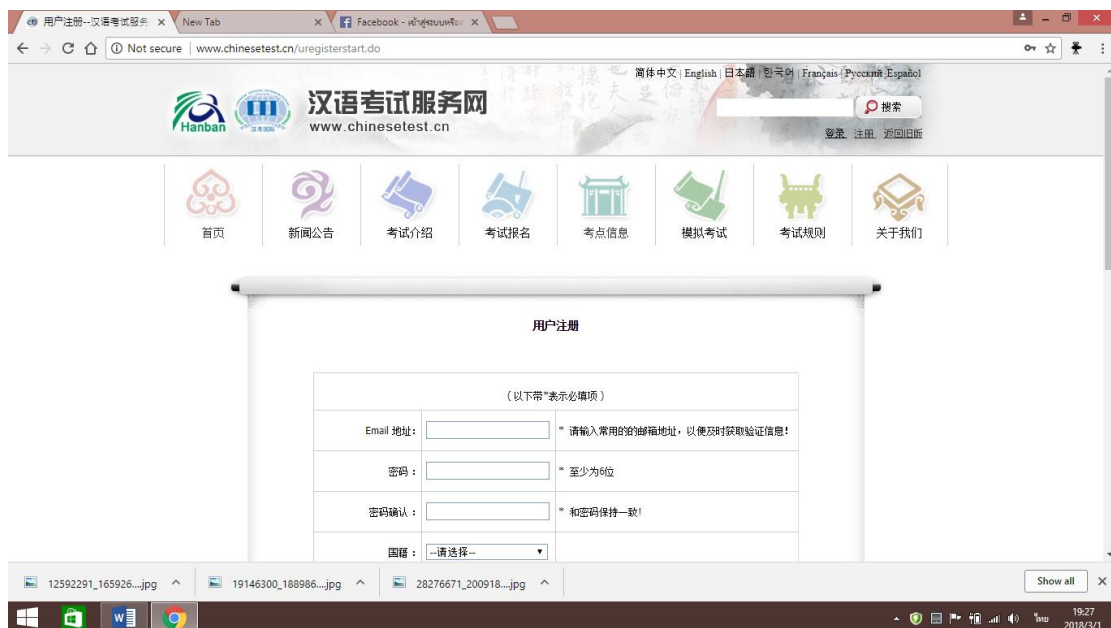 用户注册--汉语考试服务
New Tab
Facebook - เข้าสู่ระบบหรือ
Not secure | www.chinesetest.cn/uregisterstart.do
简体中文 | English | 日本語 | 한국어 | Français | Русский Español
Hanban
汉语考试服务网
www.chinesetest.cn
搜索
登录 注册 返回旧版
首页
新闻公告
考试介绍
考试报名
考点信息
模拟考试
考试规则
关于我们
用户注册
（以下带*表示必填项）
Email 地址：
* 请输入常用的的邮箱地址，以便及时获取验证信息！
密码：
* 至少为6位
密码确认：
* 和密码保持一致!
国籍：
--请选择--
12592291_165926....jpg
19146300_188986....jpg
28276671_200918....jpg
Show all
ไทย
19:27
2018/3/1